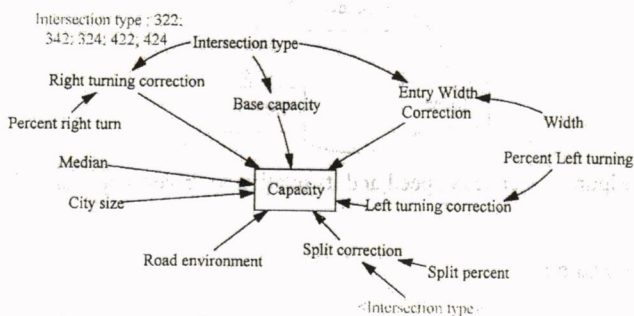 Intersection type : 322;
342; 324; 422; 424
Intersection type
Right turning correction
Entry Width
Correction
Base capacity
Percent right turn
Width
Median
Percent Left turning
Capacity
City size
Left turning correction
Road environment
Split correction
Split percent
<Intersection type>